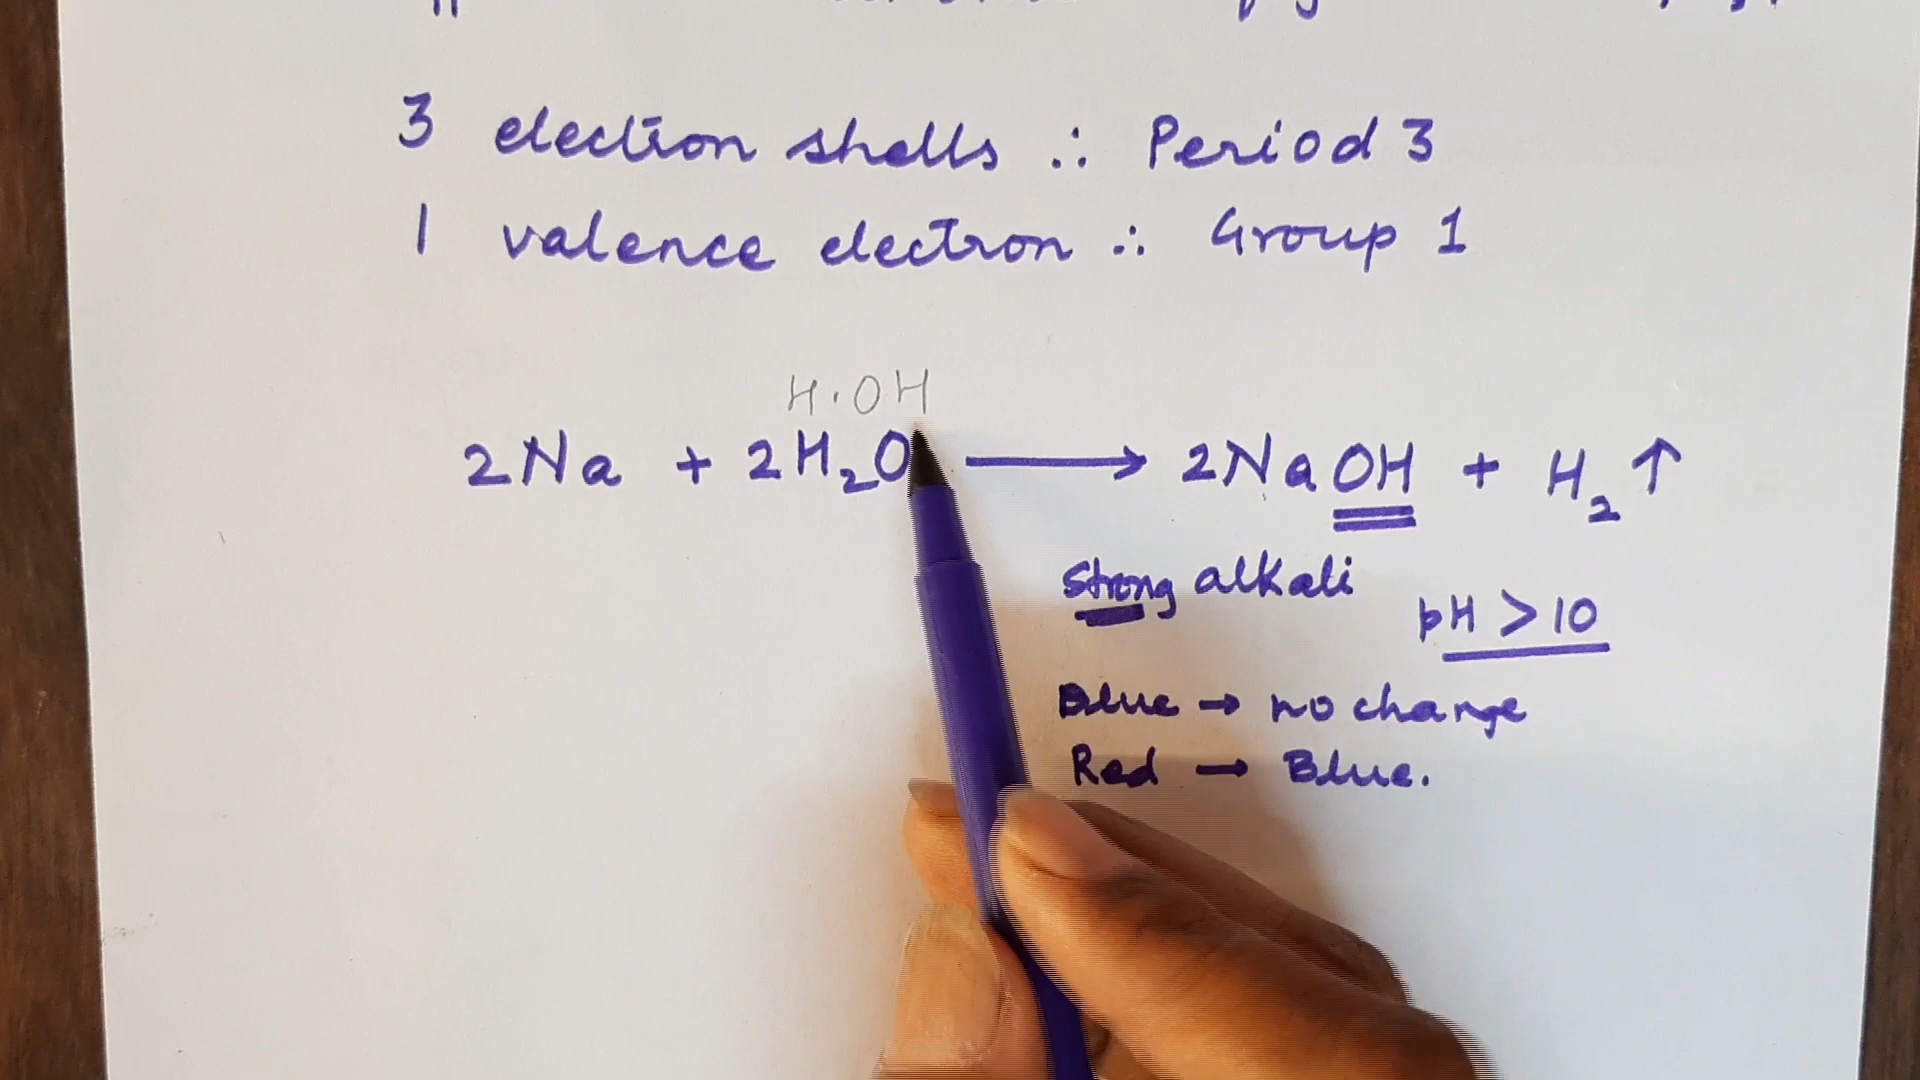 3 electron shells ∴ Period 3
1 valence electron ∴ Group 1
H·OH
2Na + 2H₂O → 2NaOH + H₂↑
Strong alkali
pH > 10
Blue → no change
Red → Blue.